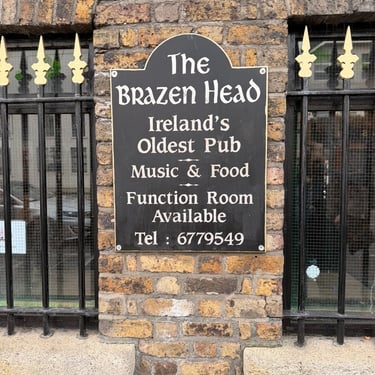 The
BRAZEN HEAD
Ireland's
Oldest Pub
Music & Food
Function Room
Available
Tel : 6779549